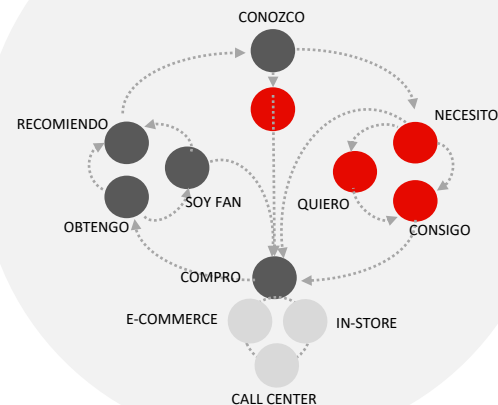 CONOZCO
NECESITO
RECOMIENDO
SOY FAN
QUIERO
OBTENGO
CONSIGO
COMPRO
E-COMMERCE
IN-STORE
CALL CENTER